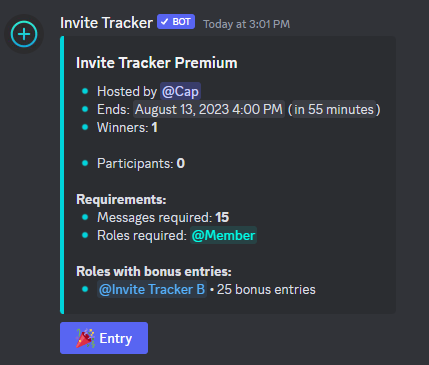 Invite Tracker ✓ BOT Today at 3:01 PM
Invite Tracker Premium
• Hosted by @Cap
• Ends: August 13, 2023 4:00 PM (in 55 minutes)
• Winners: 1
• Participants: 0
Requirements:
• Messages required: 15
• Roles required: @Member
Roles with bonus entries:
• @Invite Tracker B • 25 bonus entries
🎉 Entry